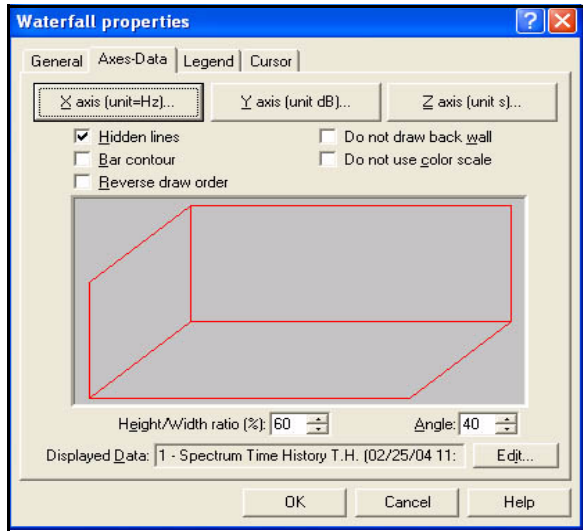 Waterfall properties
General Axes-Data Legend Cursor
X axis (unit=Hz)... Y axis (unit dB)... Z axis (unit s)...
Hidden lines Do not draw back wall
Bar contour Do not use color scale
Reverse draw order
Height/Width ratio (%): 60 Angle: 40
Displayed Data: 1 - Spectrum Time History T.H. (02/25/04 11: Edit...
OK Cancel Help